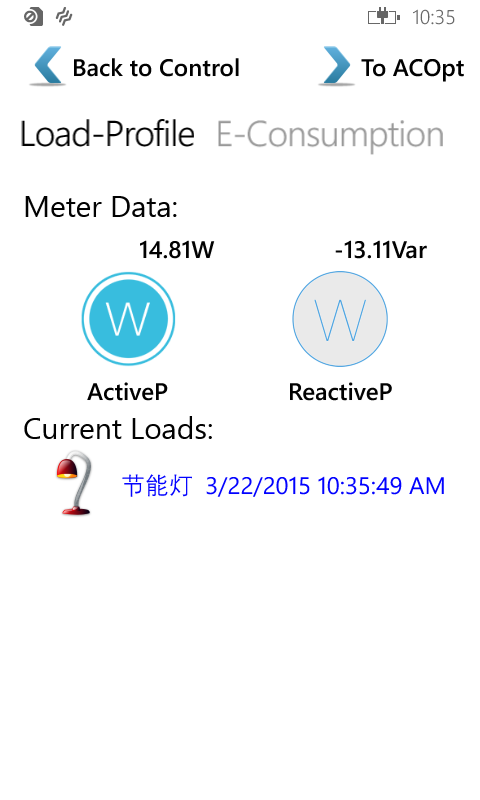 10:35
Back to Control To ACOpt
Load-Profile E-Consumption
Meter Data:
14.81W -13.11Var
W W
ActiveP ReactiveP
Current Loads:
节能灯 3/22/2015 10:35:49 AM